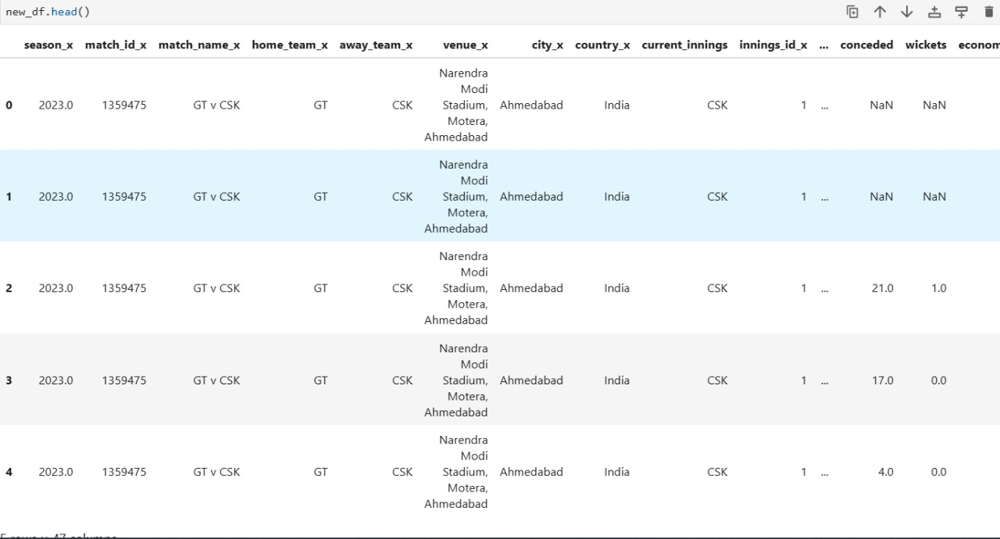 new_df.head()
season_x match_id_x match_name_x home_team_x away_team_x venue_x city_x country_x current_innings innings_id_x ... conceded wickets econom
0 2023.0 1359475 GT v CSK GT CSK Narendra Modi Stadium, Motera, Ahmedabad Ahmedabad India CSK 1 ... NaN NaN
1 2023.0 1359475 GT v CSK GT CSK Narendra Modi Stadium, Motera, Ahmedabad Ahmedabad India CSK 1 ... NaN NaN
2 2023.0 1359475 GT v CSK GT CSK Narendra Modi Stadium, Motera, Ahmedabad Ahmedabad India CSK 1 ... 21.0 1.0
3 2023.0 1359475 GT v CSK GT CSK Narendra Modi Stadium, Motera, Ahmedabad Ahmedabad India CSK 1 ... 17.0 0.0
4 2023.0 1359475 GT v CSK GT CSK Narendra Modi Stadium, Motera, Ahmedabad Ahmedabad India CSK 1 ... 4.0 0.0
5 rows x 47 columns